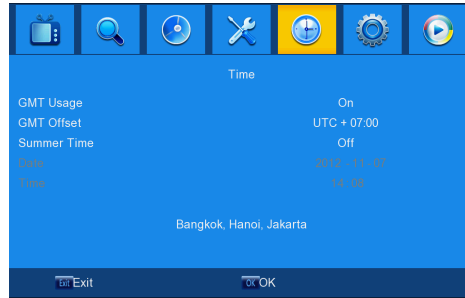 Time
GMT Usage On
GMT Offset UTC + 07:00
Summer Time Off
Date 2012 - 11 - 07
Time 14: 08
Bangkok, Hanoi, Jakarta
Exit Exit OK OK